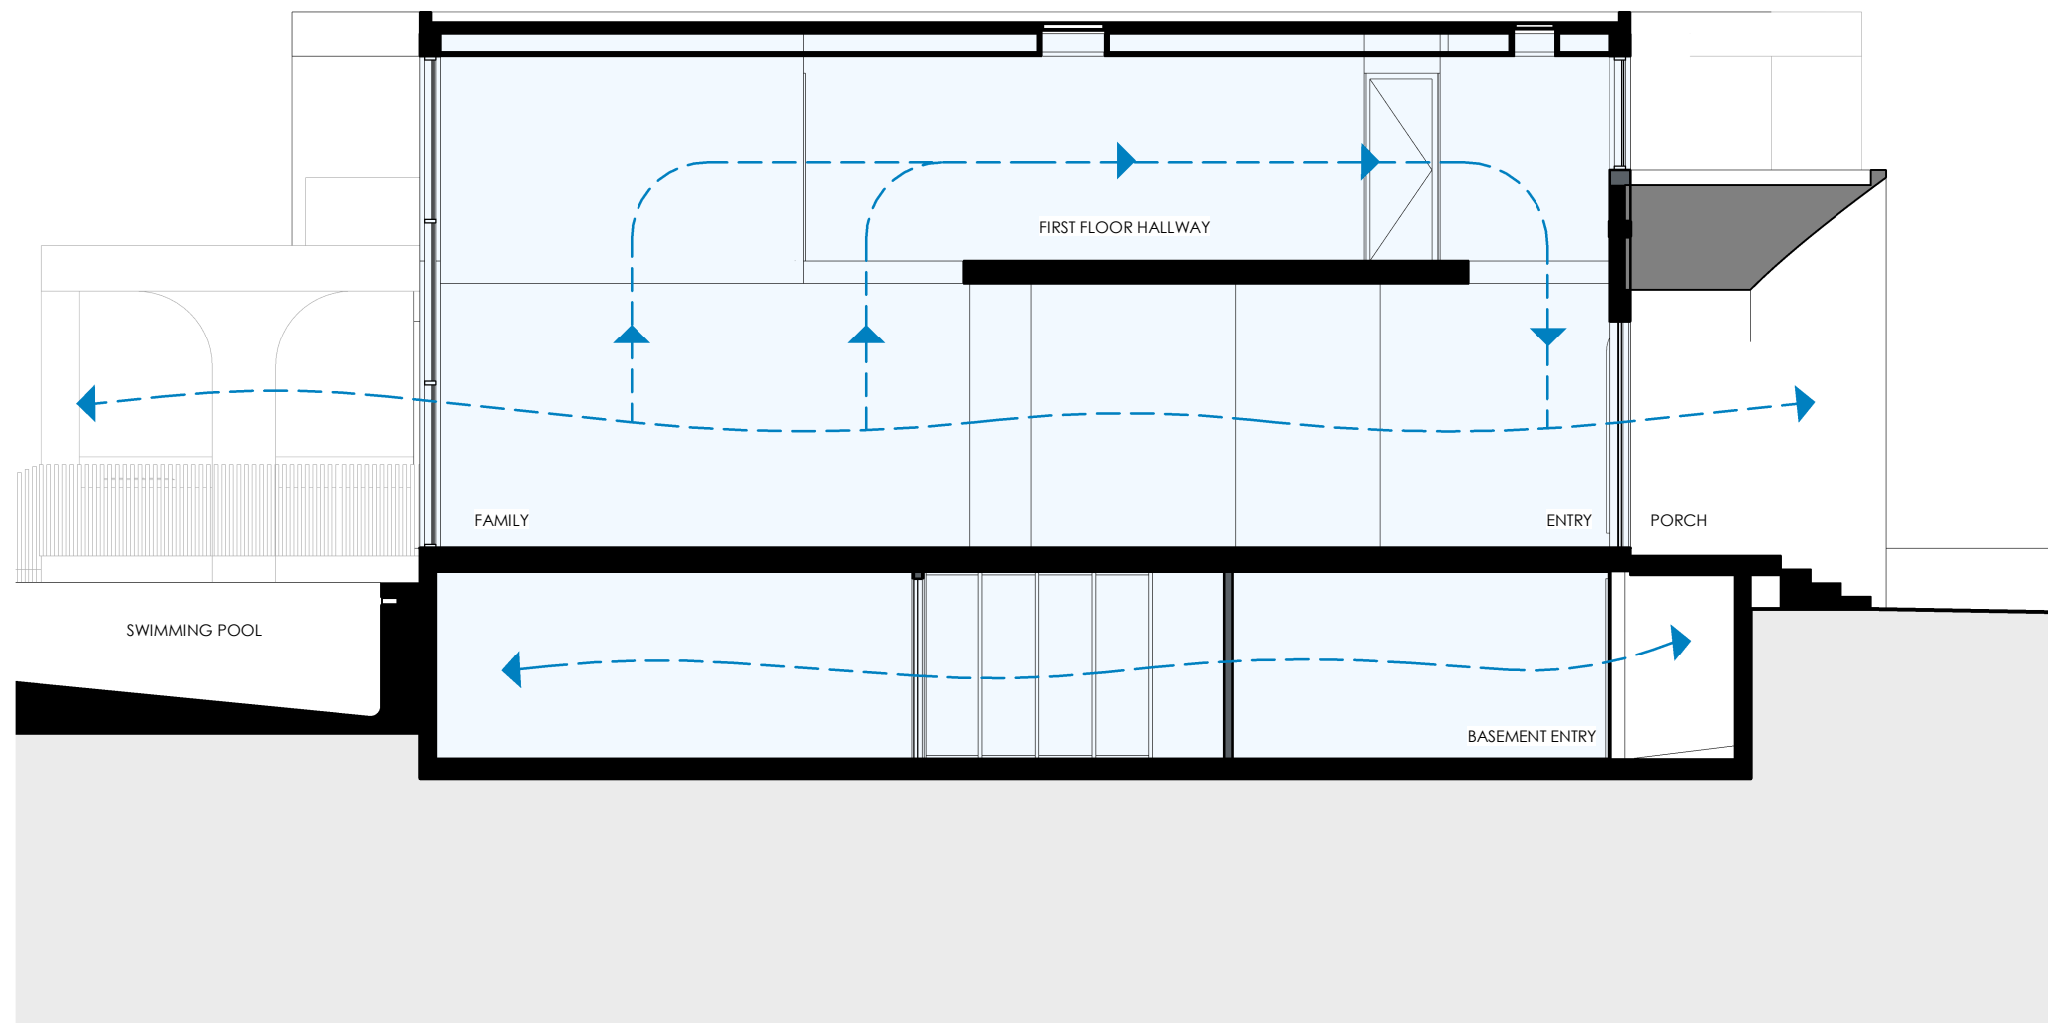 FIRST FLOOR HALLWAY
FAMILY
ENTRY
PORCH
SWIMMING POOL
BASEMENT ENTRY